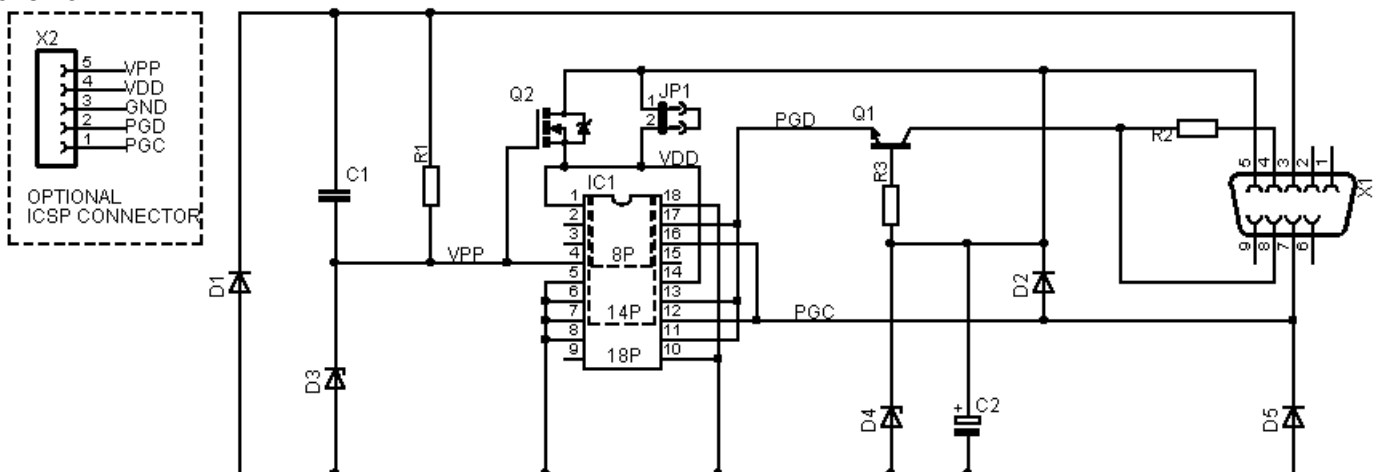 X2
5 VPP
4 VDD
3 GND
2 PGD
1 PGC
OPTIONAL
ICSP CONNECTOR
D1
C1
D3
R1
VPP
Q2
JP1
1
2
VDD
IC1
1
2
3
4
5
6
7
8
9
18
17
16
15
14
13
12
11
10
8P
14P
18P
PGD
Q1
R3
PGC
D4
+
C2
D2
R2
5 4 3 2 1
X1
9 8 7 6
D5